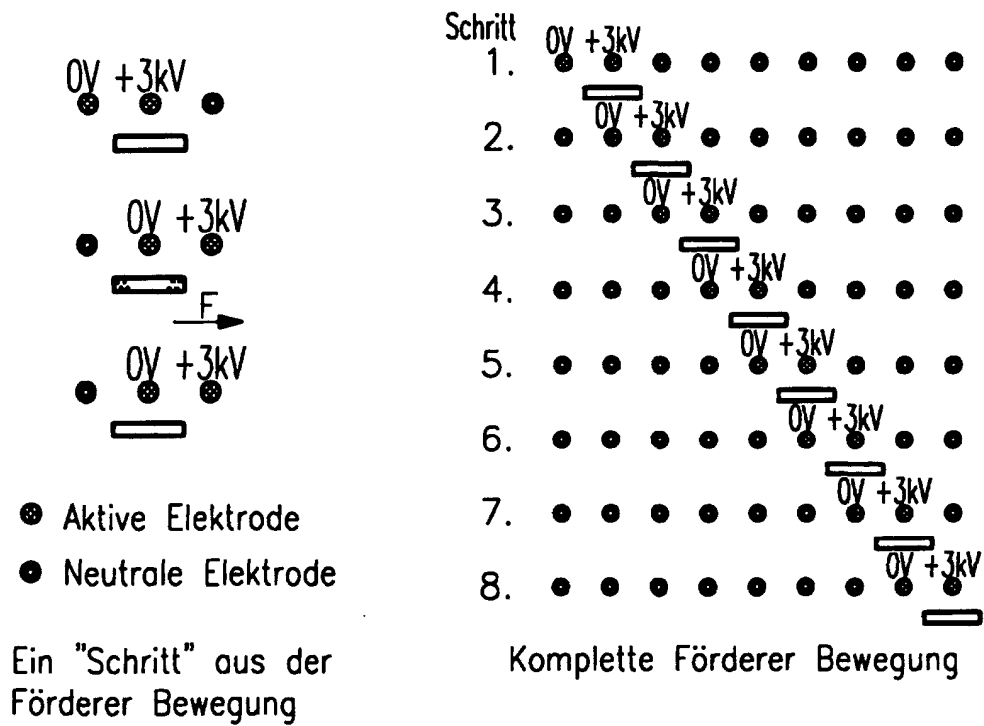 0V +3kV
0V +3kV
F
0V +3kV
Aktive Elektrode
Neutrale Elektrode
Ein "Schritt" aus der
Förderer Bewegung
Schritt
0V +3kV
1.
0V +3kV
2.
0V +3kV
3.
0V +3kV
4.
0V +3kV
5.
0V +3kV
6.
0V +3kV
7.
0V +3kV
8.
Komplette Förderer Bewegung